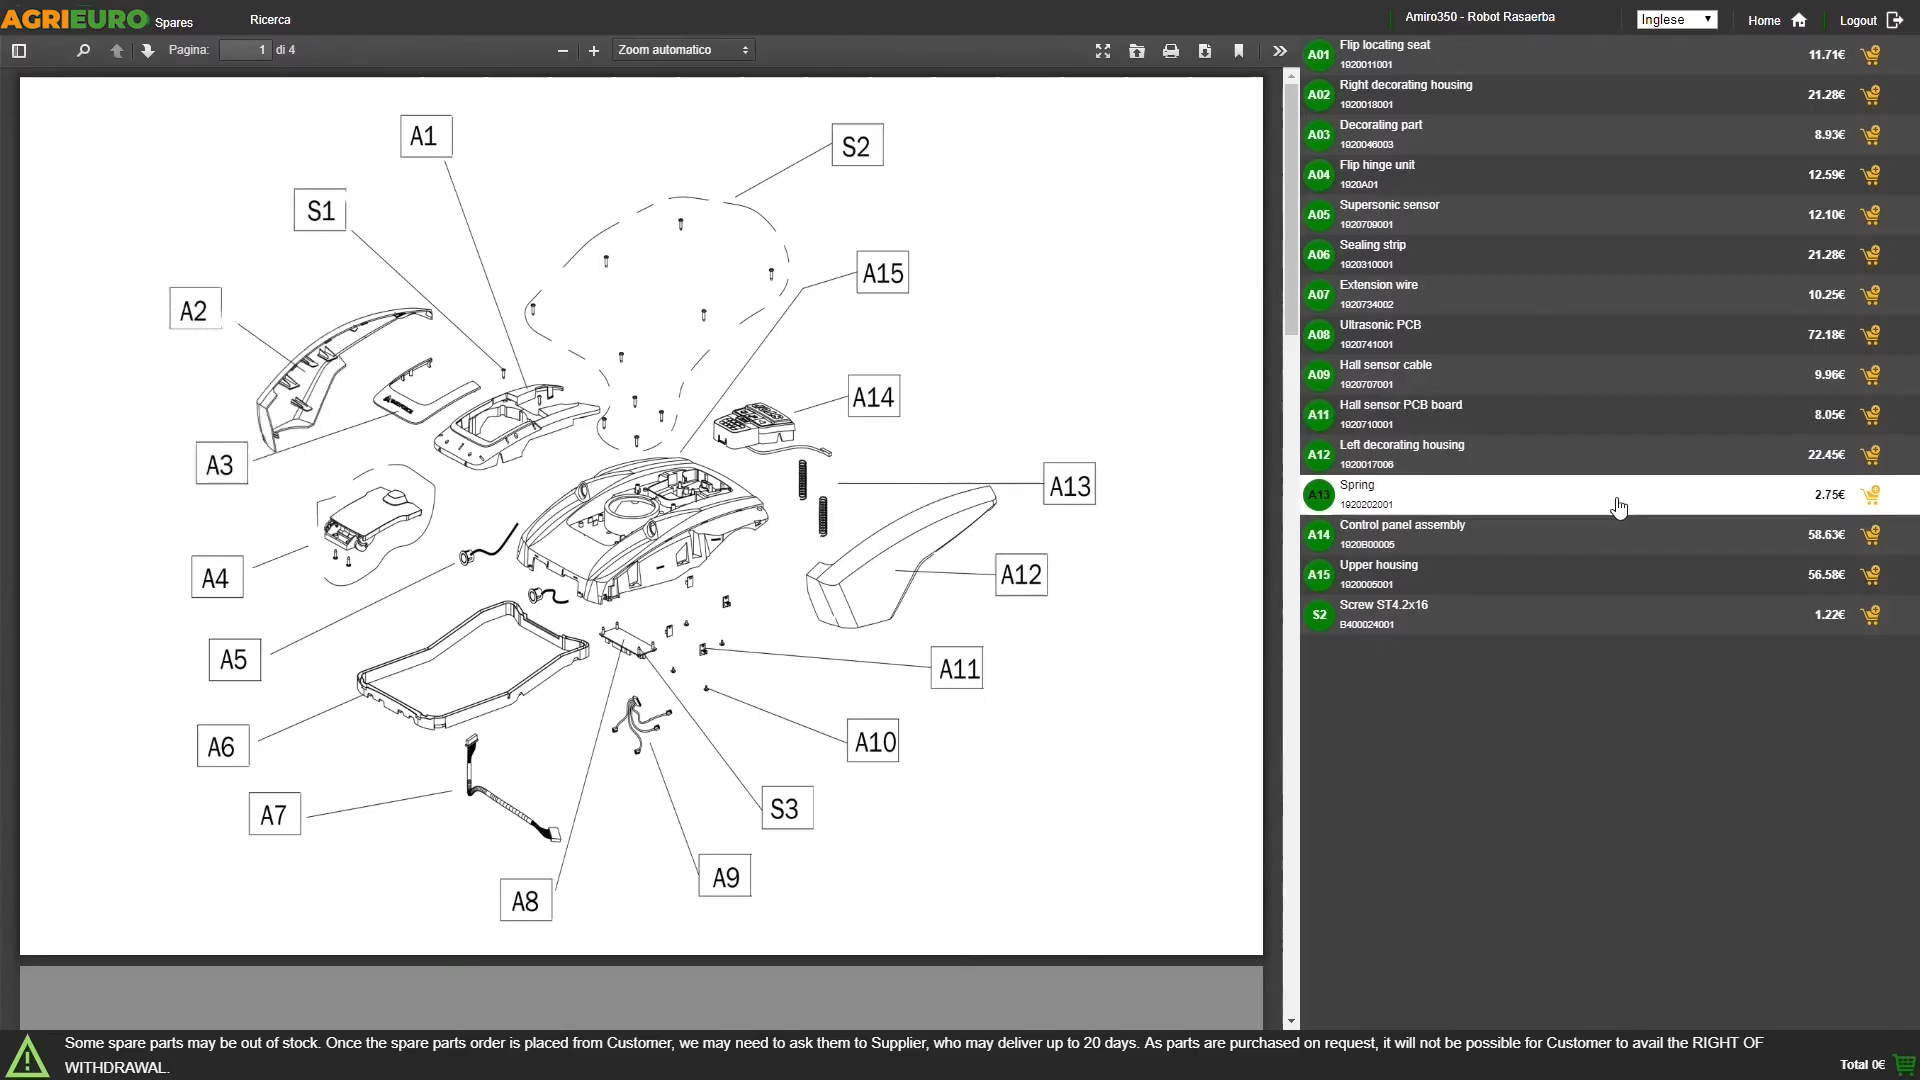 AGRIEURO Spares
Ricerca
Amiro350 - Robot Rasaerba
Inglese
Home
Logout
Pagina: 1 di 4
Zoom automatico
A1
S2
S1
A15
A2
A14
A3
A13
A4
A12
A5
A11
A6
A10
A7
S3
A9
A8
A01 Flip locating seat 11.71€
1920011001
A02 Right decorating housing 21.28€
1920018001
A03 Decorating part 8.93€
1920046003
A04 Flip hinge unit 12.59€
1920A01
A05 Supersonic sensor 12.10€
1920709001
A06 Sealing strip 21.28€
1920310001
A07 Extension wire 10.25€
1920734002
A08 Ultrasonic PCB 72.18€
1920741001
A09 Hall sensor cable 9.96€
1920707001
A11 Hall sensor PCB board 8.05€
1920710001
A12 Left decorating housing 22.45€
1920017006
A13 Spring 2.75€
1920202001
A14 Control panel assembly 58.63€
1920B00005
A15 Upper housing 56.58€
1920005001
S2 Screw ST4.2x16 1.22€
B400024001
Some spare parts may be out of stock. Once the spare parts order is placed from Customer, we may need to ask them to Supplier, who may deliver up to 20 days. As parts are purchased on request, it will not be possible for Customer to avail the RIGHT OF
WITHDRAWAL.
Total 0€